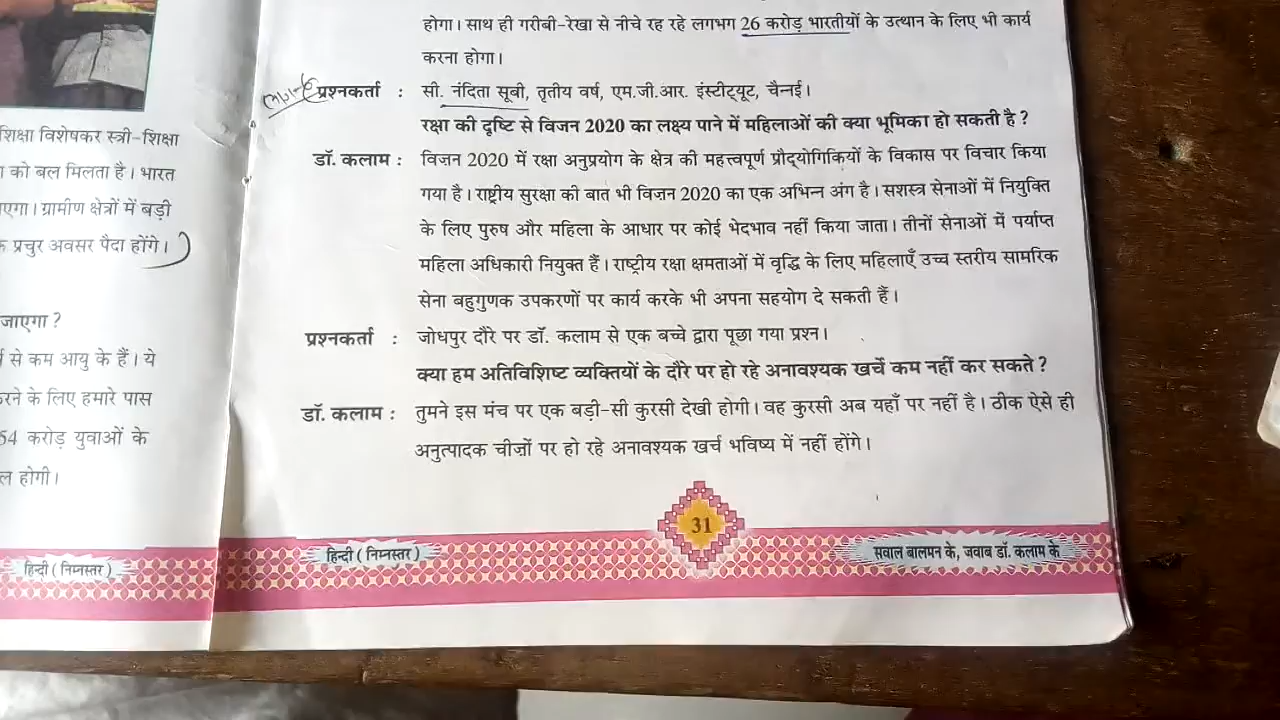 शिक्षा विशेषकर स्त्री-शिक्षा
को बल मिलता है। भारत
एगा। ग्रामीण क्षेत्रों में बड़ी
प्रचुर अवसर पैदा होंगे।
जाएगा ?
से कम आयु के हैं। ये
रने के लिए हमारे पास
54 करोड़ युवाओं के
ल होगी।
हिन्दी ( निम्नस्तर )
होगा। साथ ही गरीबी-रेखा से नीचे रह रहे लगभग 26 करोड़ भारतीयों के उत्थान के लिए भी कार्य
करना होगा।
प्रश्नकर्ता : सी. नंदिता सूबी, तृतीय वर्ष, एम.जी.आर. इंस्टीट्यूट, चैन्नई।
रक्षा की दृष्टि से विजन 2020 का लक्ष्य पाने में महिलाओं की क्या भूमिका हो सकती है ?
डॉ. कलाम : विज़न 2020 में रक्षा अनुप्रयोग के क्षेत्र की महत्त्वपूर्ण प्रौद्योगिकियों के विकास पर विचार किया
गया है। राष्ट्रीय सुरक्षा की बात भी विज़न 2020 का एक अभिन्न अंग है। सशस्त्र सेनाओं में नियुक्ति
के लिए पुरुष और महिला के आधार पर कोई भेदभाव नहीं किया जाता। तीनों सेनाओं में पर्याप्त
महिला अधिकारी नियुक्त हैं। राष्ट्रीय रक्षा क्षमताओं में वृद्धि के लिए महिलाएँ उच्च स्तरीय सामरिक
सेना बहुगुणक उपकरणों पर कार्य करके भी अपना सहयोग दे सकती हैं।
प्रश्नकर्ता : जोधपुर दौरे पर डॉ. कलाम से एक बच्चे द्वारा पूछा गया प्रश्न।
क्या हम अतिविशिष्ट व्यक्तियों के दौरे पर हो रहे अनावश्यक खर्चे कम नहीं कर सकते ?
डॉ. कलाम : तुमने इस मंच पर एक बड़ी-सी कुरसी देखी होगी। वह कुरसी अब यहाँ पर नहीं है। ठीक ऐसे ही
अनुत्पादक चीज़ों पर हो रहे अनावश्यक खर्च भविष्य में नहीं होंगे।
31
हिन्दी ( निम्नस्तर )
सवाल बालमन के, जवाब डॉ. कलाम के